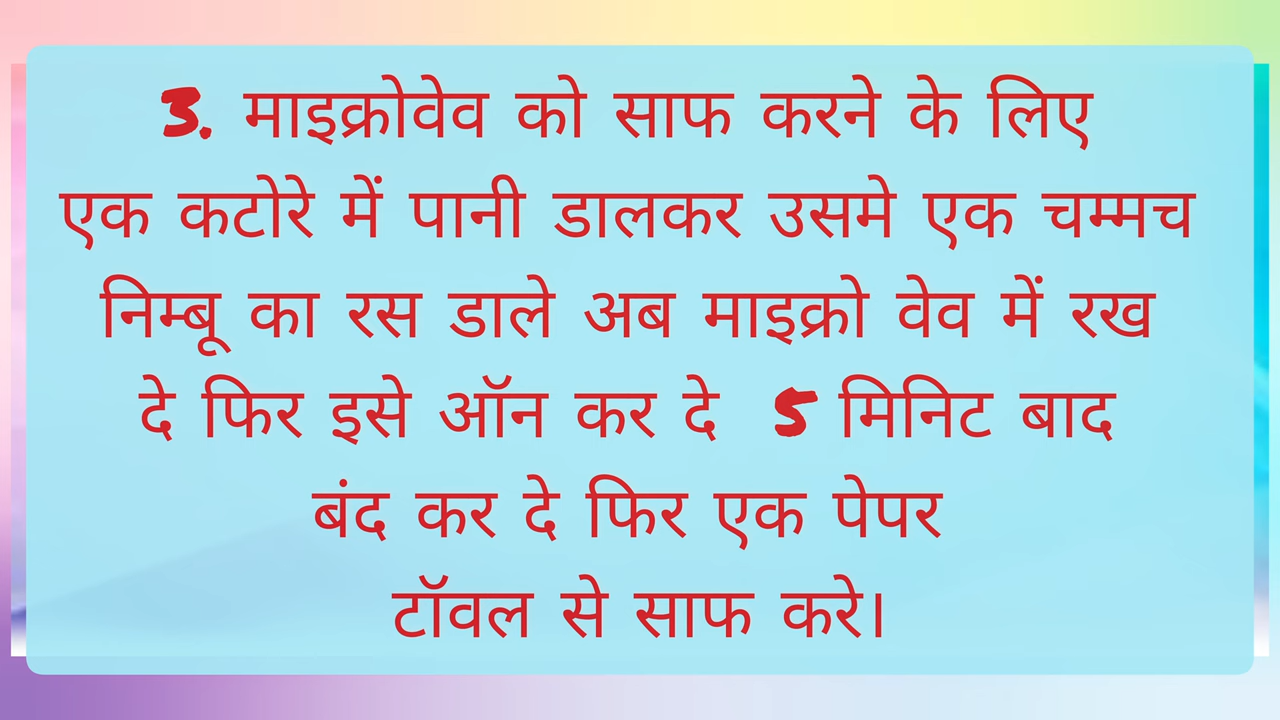 3. माइक्रोवेव को साफ करने के लिए
एक कटोरे में पानी डालकर उसमे एक चम्मच
निम्बू का रस डाले अब माइक्रो वेव में रख
दे फिर इसे ऑन कर दे 5 मिनिट बाद
बंद कर दे फिर एक पेपर
टॉवल से साफ करे।